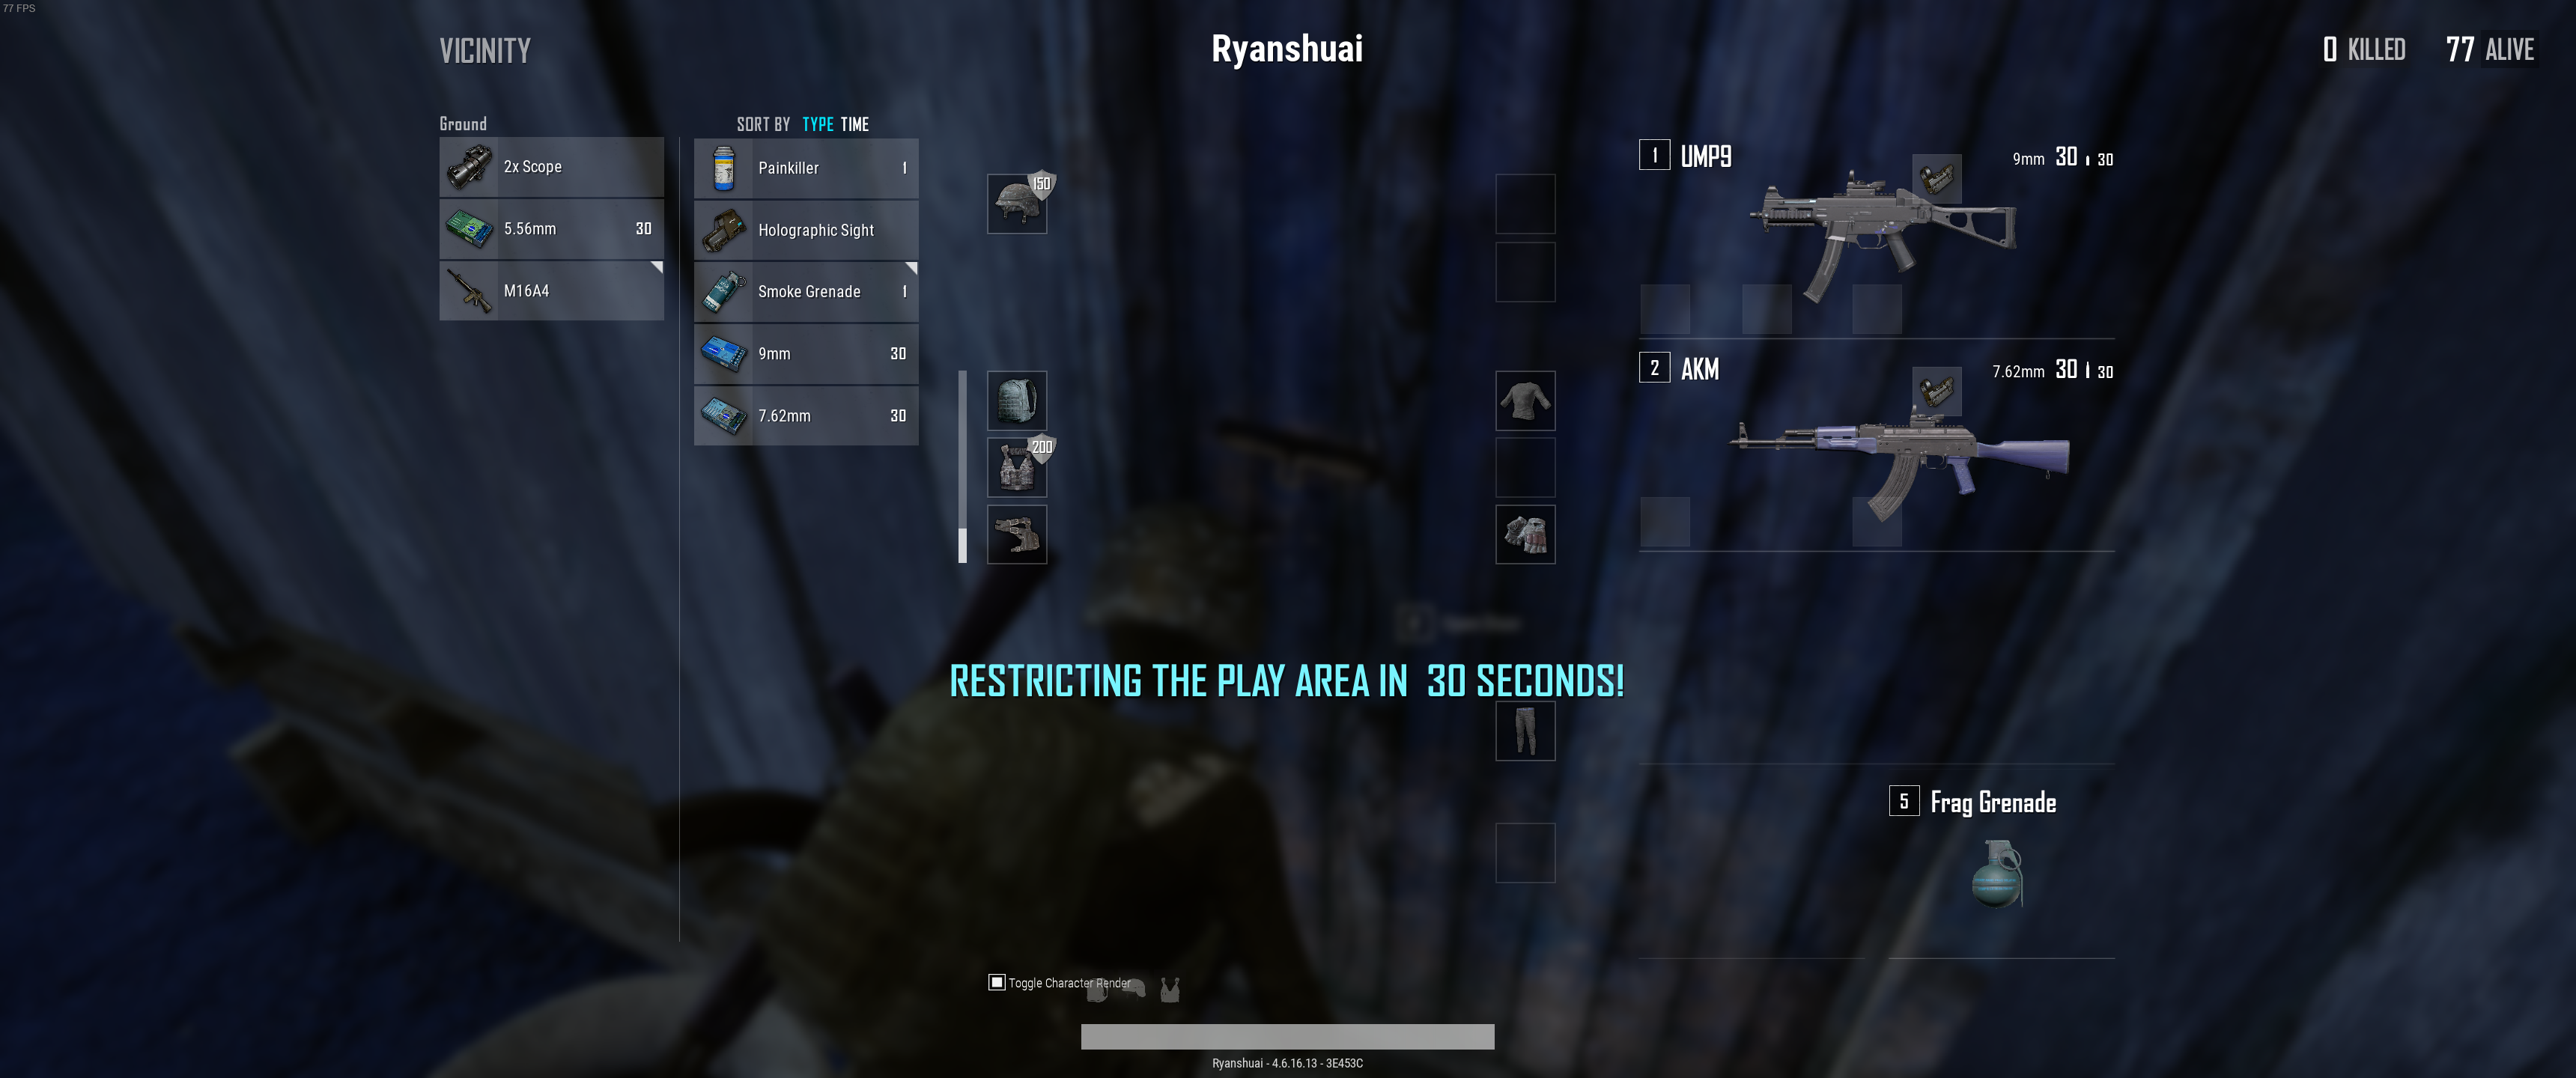 77 FPS
VICINITY
Ryanshuai
0 KILLED 77 ALIVE
Ground
2x Scope
5.56mm 30
M16A4
SORT BY TYPE TIME
Painkiller 1
Holographic Sight
Smoke Grenade 1
9mm 30
7.62mm 30
150
200
1 UMP9 9mm 30 30
2 AKM 7.62mm 30 30
RESTRICTING THE PLAY AREA IN 30 SECONDS!
5 Frag Grenade
Toggle Character Render
Ryanshuai - 4.6.16.13 - 3E453C